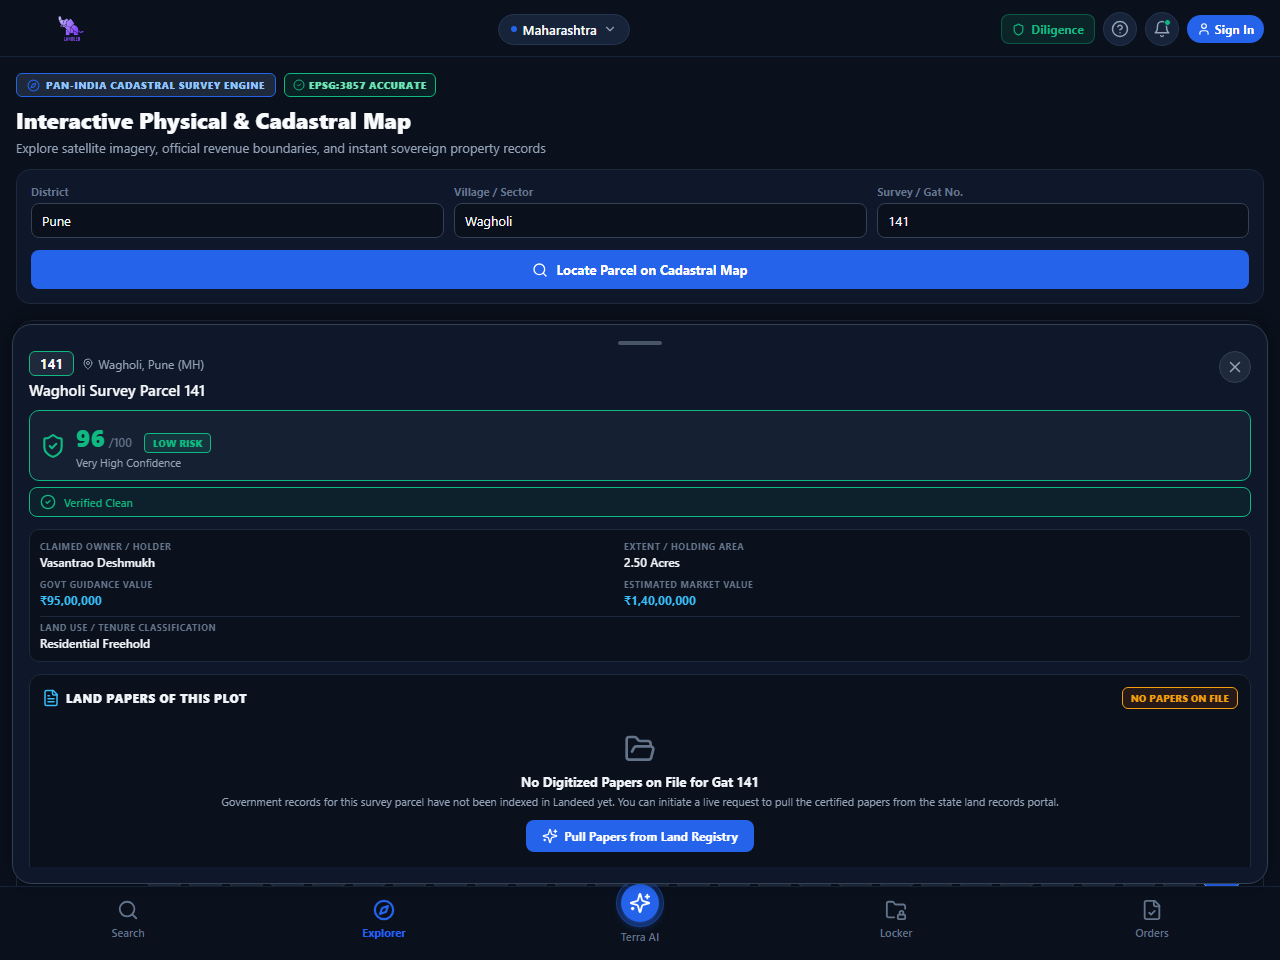 LANDEED
Maharashtra
Diligence
Sign In
PAN-INDIA CADASTRAL SURVEY ENGINE
EPSG:3857 ACCURATE
Interactive Physical & Cadastral Map
Explore satellite imagery, official revenue boundaries, and instant sovereign property records
District
Village / Sector
Survey / Gat No.
Pune
Wagholi
141
Locate Parcel on Cadastral Map
141
Wagholi, Pune (MH)
Wagholi Survey Parcel 141
96 /100
LOW RISK
Very High Confidence
Verified Clean
CLAIMED OWNER / HOLDER
Vasantrao Deshmukh
EXTENT / HOLDING AREA
2.50 Acres
GOVT GUIDANCE VALUE
₹95,00,000
ESTIMATED MARKET VALUE
₹1,40,00,000
LAND USE / TENURE CLASSIFICATION
Residential Freehold
LAND PAPERS OF THIS PLOT
NO PAPERS ON FILE
No Digitized Papers on File for Gat 141
Government records for this survey parcel have not been indexed in Landeed yet. You can initiate a live request to pull the certified papers from the state land records portal.
Pull Papers from Land Registry
Search
Explorer
Terra AI
Locker
Orders